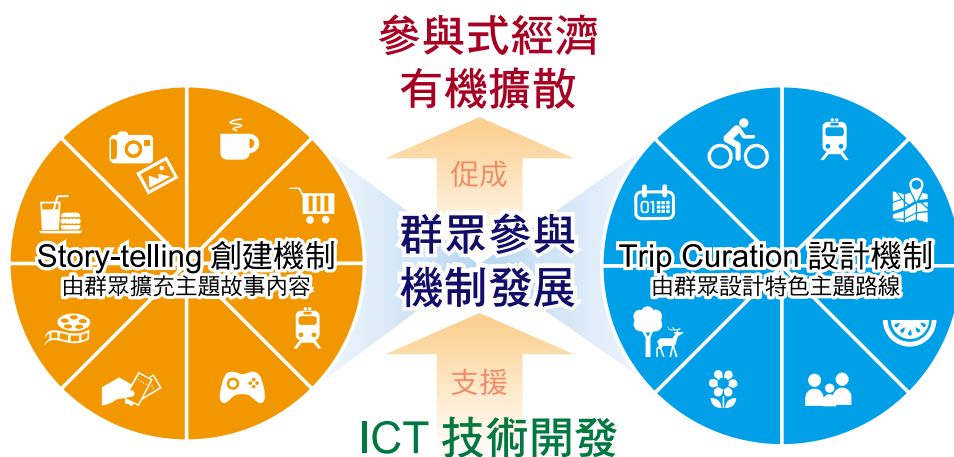 參與式經濟
有機擴散
促成
群眾參與
機制發展
Story-telling 創建機制
由群眾擴充主題故事內容
Trip Curation 設計機制
由群眾設計特色主題路線
01
支援
ICT 技術開發